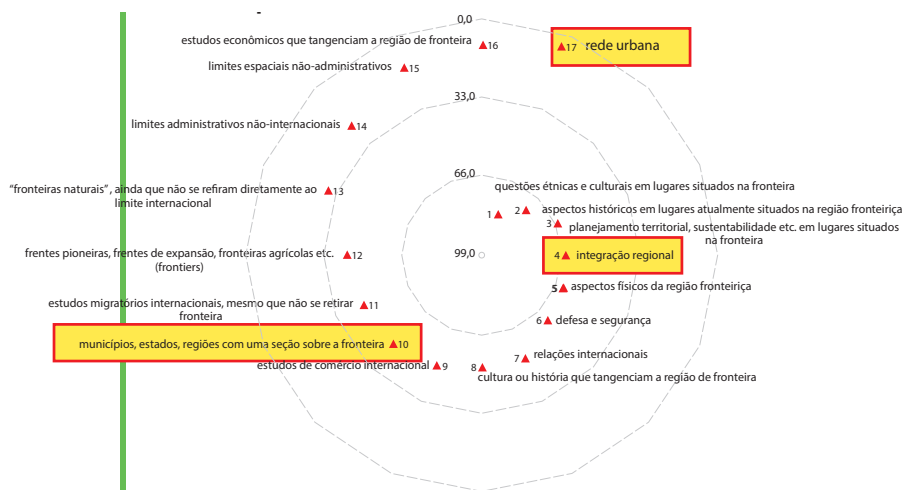 0,0
estudos econômicos que tangenciam a região de fronteira 16
17 rede urbana
limites espaciais não-administrativos 15
33,0
limites administrativos não-internacionais 14
66,0
questões étnicas e culturais em lugares situados na fronteira
1
"fronteiras naturais", ainda que não se refiram diretamente ao
limite internacional
13
2 aspectos históricos em lugares atualmente situados na região fronteiriça
3 planejamento territorial, sustentabilidade etc. em lugares situados
na fronteira
frentes pioneiras, frentes de expansão, fronteiras agrícolas etc.
(frontiers)
12
99,0
4 integração regional
5 aspectos físicos da região fronteiriça
estudos migratórios internacionais, mesmo que não se retirar
fronteira
11
6 defesa e segurança
municípios, estados, regiões com uma seção sobre a fronteira 10
7 relações internacionais
estudos de comércio internacional 9
8
cultura ou história que tangenciam a região de fronteira